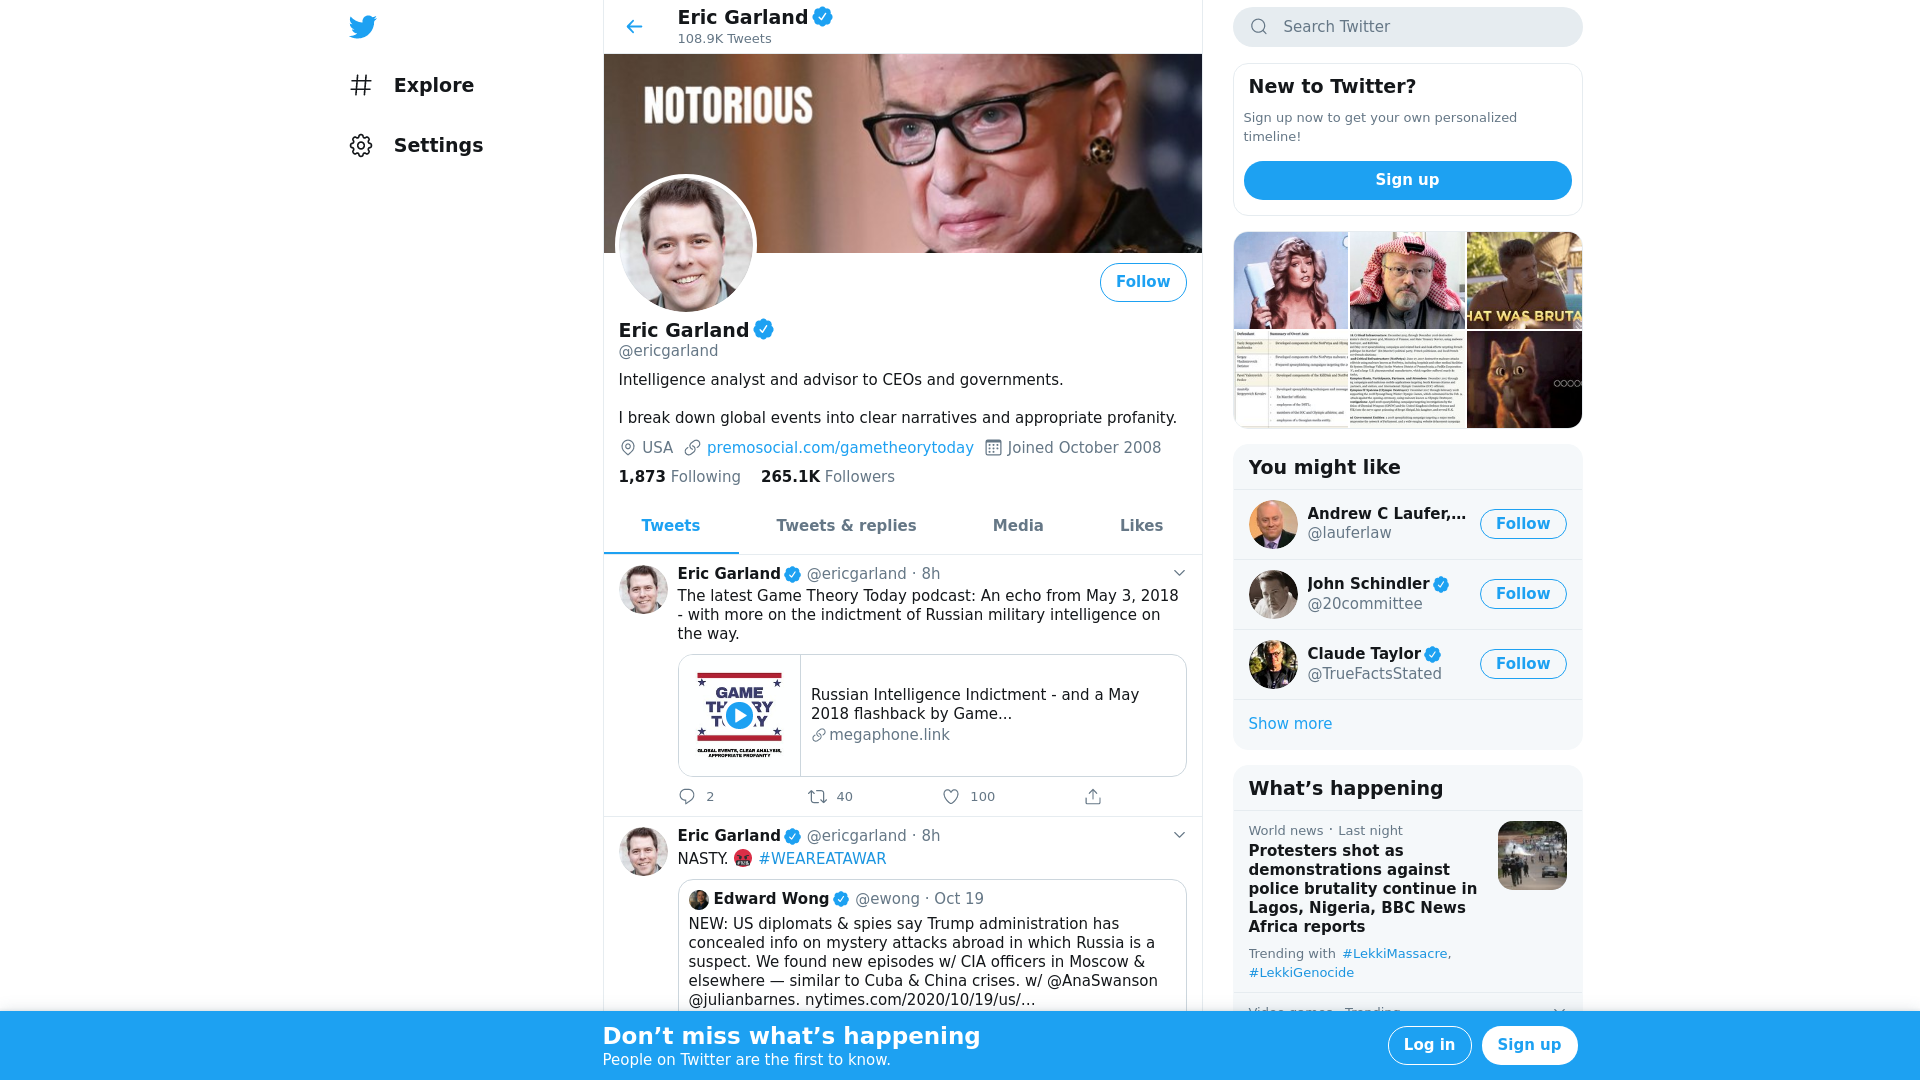 Explore
Settings
Eric Garland
108.9K Tweets
NOTORIOUS
Follow
Eric Garland
@ericgarland
Intelligence analyst and advisor to CEOs and governments.
I break down global events into clear narratives and appropriate profanity.
USA premosocial.com/gametheorytoday Joined October 2008
1,873 Following 265.1K Followers
Tweets Tweets & replies Media Likes
Eric Garland @ericgarland · 8h
The latest Game Theory Today podcast: An echo from May 3, 2018
- with more on the indictment of Russian military intelligence on
the way.
GAME
GLOBAL EVENTS, CLEAR ANALYSIS,
APPROPRIATE PROFANITY
Russian Intelligence Indictment - and a May
2018 flashback by Game...
megaphone.link
2 40 100
Eric Garland @ericgarland · 8h
NASTY. #WEAREATAWAR
Edward Wong @ewong · Oct 19
NEW: US diplomats & spies say Trump administration has
concealed info on mystery attacks abroad in which Russia is a
suspect. We found new episodes w/ CIA officers in Moscow &
elsewhere — similar to Cuba & China crises. w/ @AnaSwanson
@julianbarnes. nytimes.com/2020/10/19/us/…
Search Twitter
New to Twitter?
Sign up now to get your own personalized
timeline!
Sign up
HAT WAS BRUTA
You might like
Andrew C Laufer,...
@lauferlaw
Follow
John Schindler
@20committee
Follow
Claude Taylor
@TrueFactsStated
Follow
Show more
What’s happening
World news · Last night
Protesters shot as
demonstrations against
police brutality continue in
Lagos, Nigeria, BBC News
Africa reports
Trending with #LekkiMassacre,
#LekkiGenocide
Don’t miss what’s happening
People on Twitter are the first to know.
Log in
Sign up